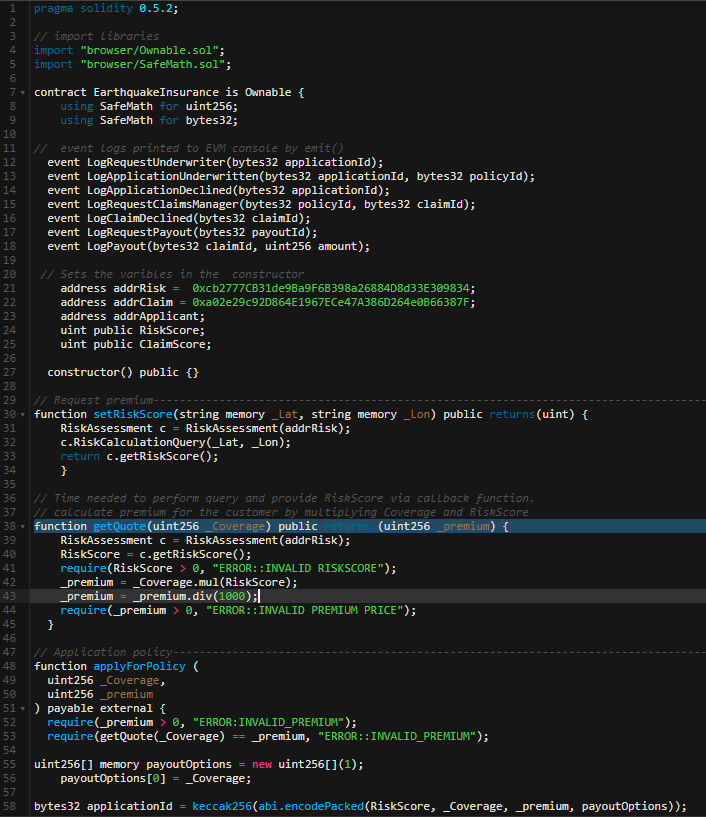 1 pragma solidity 0.5.2;
2
3 // import libraries
4 import "browser/Ownable.sol";
5 import "browser/SafeMath.sol";
6
7 contract EarthquakeInsurance is Ownable {
8 using SafeMath for uint256;
9 using SafeMath for bytes32;
10
11 // event logs printed to EVM console by emit()
12 event LogRequestUnderwriter(bytes32 applicationId);
13 event LogApplicationUnderwritten(bytes32 applicationId, bytes32 policyId);
14 event LogApplicationDeclined(bytes32 applicationId);
15 event LogRequestClaimsManager(bytes32 policyId, bytes32 claimId);
16 event LogClaimDeclined(bytes32 claimId);
17 event LogRequestPayout(bytes32 payoutId);
18 event LogPayout(bytes32 claimId, uint256 amount);
19
20 // Sets the varibles in the constructor
21 address addrRisk = 0xcb2777CB31de9Ba9F6B398a26884D8d33E309834;
22 address addrClaim = 0xa02e29c92D864E1967ECe47A386D264e0B66387F;
23 address addrApplicant;
24 uint public RiskScore;
25 uint public ClaimScore;
26
27 constructor() public {}
28
29 // Request premium------------------------------------------------------------------------------------
30 function setRiskScore(string memory _Lat, string memory _Lon) public returns(uint) {
31 RiskAssessment c = RiskAssessment(addrRisk);
32 c.RiskCalculationQuery(_Lat, _Lon);
33 return c.getRiskScore();
34 }
35
36 // Time needed to perform query and provide RiskScore via callback function.
37 // calculate premium for the customer by multiplying Coverage and RiskScore
38 function getQuote(uint256 _Coverage) public returns (uint256 _premium) {
39 RiskAssessment c = RiskAssessment(addrRisk);
40 RiskScore = c.getRiskScore();
41 require(RiskScore > 0, "ERROR::INVALID RISKSCORE");
42 _premium = _Coverage.mul(RiskScore);
43 _premium = _premium.div(1000);
44 require(_premium > 0, "ERROR::INVALID PREMIUM PRICE");
45 }
46
47 // Application policy---------------------------------------------------------------------------------
48 function applyForPolicy (
49 uint256 _Coverage,
50 uint256 _premium
51 ) payable external {
52 require(_premium > 0, "ERROR:INVALID_PREMIUM");
53 require(getQuote(_Coverage) == _premium, "ERROR::INVALID_PREMIUM");
54
55 uint256[] memory payoutOptions = new uint256[](1);
56 payoutOptions[0] = _Coverage;
57
58 bytes32 applicationId = keccak256(abi.encodePacked(RiskScore, _Coverage, _premium, payoutOptions));